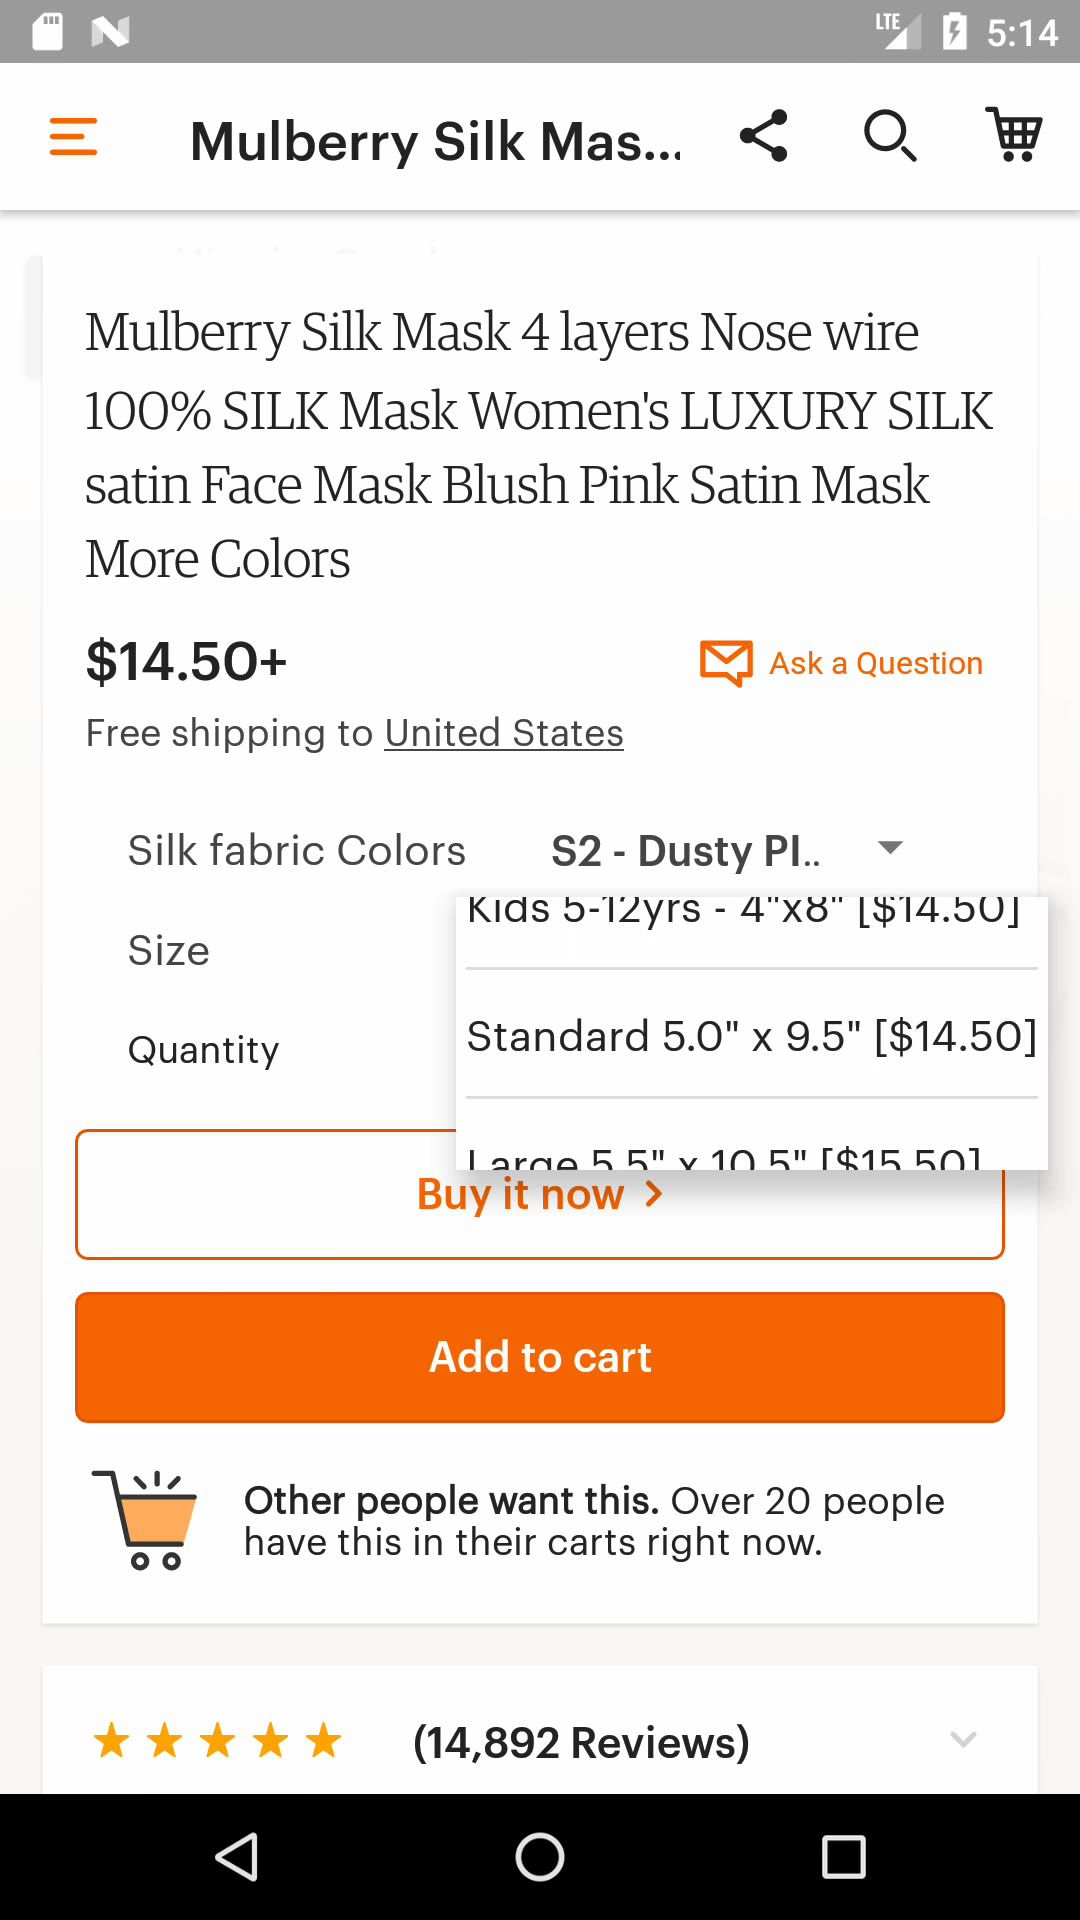 LTE 5:14
Mulberry Silk Mas...
Mulberry Silk Mask 4 layers Nose wire
100% SILK Mask Women's LUXURY SILK
satin Face Mask Blush Pink Satin Mask
More Colors
$14.50+
Ask a Question
Free shipping to United States
Silk fabric Colors S2 - Dusty PI..
Kids 5-12yrs - 4"x8" [$14.50]
Size
Standard 5.0" x 9.5" [$14.50]
Quantity
Large 5.5" x 10.5" [$15.50]
Buy it now
Add to cart
Other people want this. Over 20 people
have this in their carts right now.
(14,892 Reviews)